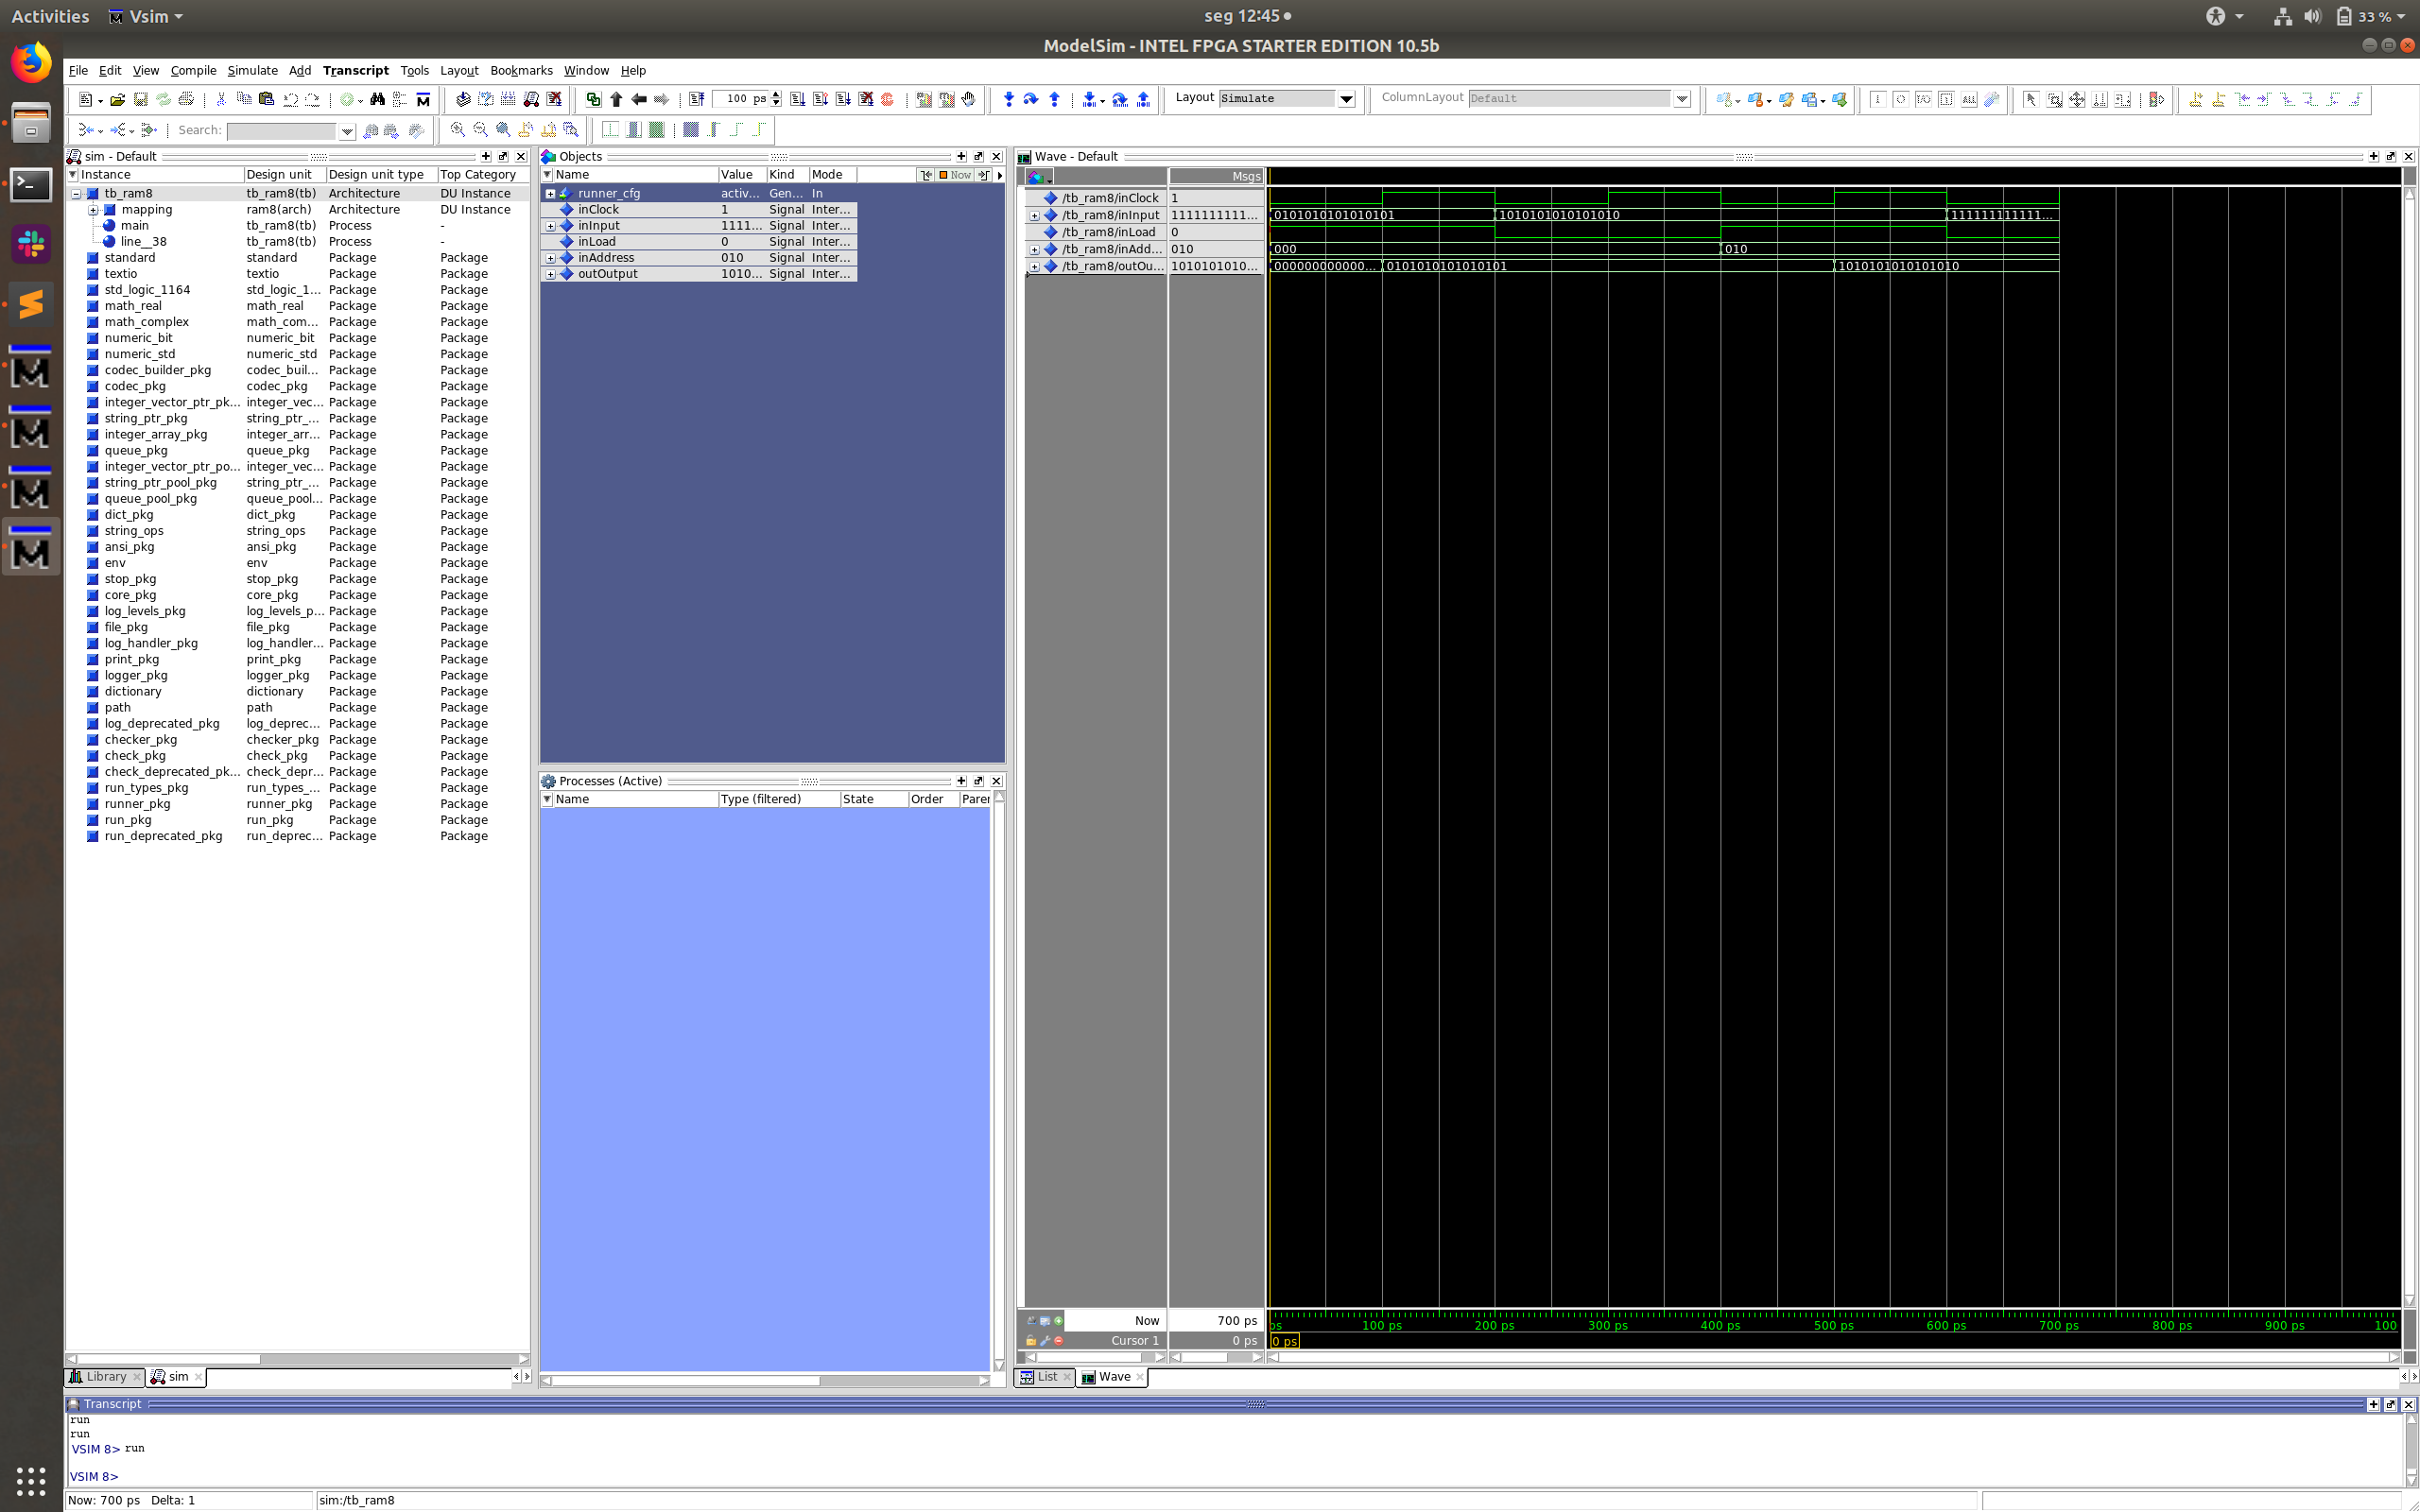 Activities Vsim seg 12:45 33 %
ModelSim - INTEL FPGA STARTER EDITION 10.5b
File Edit View Compile Simulate Add Transcript Tools Layout Bookmarks Window Help
100 ps Layout Simulate ColumnLayout Default
Search:
sim - Default
Instance Design unit Design unit type Top Category
tb_ram8 tb_ram8(tb) Architecture DU Instance
mapping ram8(arch) Architecture DU Instance
main tb_ram8(tb) Process -
line__38 tb_ram8(tb) Process -
standard standard Package Package
textio textio Package Package
std_logic_1164 std_logic_1... Package Package
math_real math_real Package Package
math_complex math_com... Package Package
numeric_bit numeric_bit Package Package
numeric_std numeric_std Package Package
codec_builder_pkg codec_buil... Package Package
codec_pkg codec_pkg Package Package
integer_vector_ptr_pk... integer_vec... Package Package
string_ptr_pkg string_ptr_... Package Package
integer_array_pkg integer_arr... Package Package
queue_pkg queue_pkg Package Package
integer_vector_ptr_po... integer_vec... Package Package
string_ptr_pool_pkg string_ptr_... Package Package
queue_pool_pkg queue_pool... Package Package
dict_pkg dict_pkg Package Package
string_ops string_ops Package Package
ansi_pkg ansi_pkg Package Package
env env Package Package
stop_pkg stop_pkg Package Package
core_pkg core_pkg Package Package
log_levels_pkg log_levels_p... Package Package
file_pkg file_pkg Package Package
log_handler_pkg log_handler... Package Package
print_pkg print_pkg Package Package
logger_pkg logger_pkg Package Package
dictionary dictionary Package Package
path path Package Package
log_deprecated_pkg log_deprec... Package Package
checker_pkg checker_pkg Package Package
check_pkg check_pkg Package Package
check_deprecated_pk... check_depr... Package Package
run_types_pkg run_types_... Package Package
runner_pkg runner_pkg Package Package
run_pkg run_pkg Package Package
run_deprecated_pkg run_deprec... Package Package
Library sim
Objects
Name Value Kind Mode Now
runner_cfg activ... Gen... In
inClock 1 Signal Inter...
inInput 1111... Signal Inter...
inLoad 0 Signal Inter...
inAddress 010 Signal Inter...
outOutput 1010... Signal Inter...
Processes (Active)
Name Type (filtered) State Order Parer
Wave - Default
Msgs
/tb_ram8/inClock 1
/tb_ram8/inInput 1111111111... 0101010101010101 1010101010101010 111111111111...
/tb_ram8/inLoad 0
/tb_ram8/inAdd... 010 000 010
/tb_ram8/outOu... 1010101010... 000000000000... 0101010101010101 1010101010101010
Now 700 ps ps 100 ps 200 ps 300 ps 400 ps 500 ps 600 ps 700 ps 800 ps 900 ps 100
Cursor 1 0 ps 0 ps
List Wave
Transcript
run
run
VSIM 8> run
VSIM 8>
Now: 700 ps Delta: 1 sim:/tb_ram8